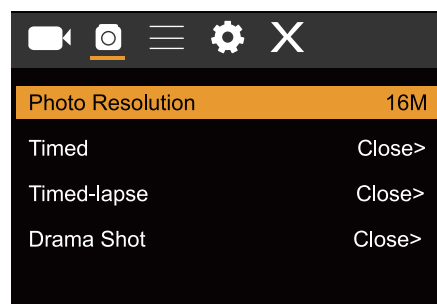 Photo Resolution 16M
Timed Close>
Timed-lapse Close>
Drama Shot Close>